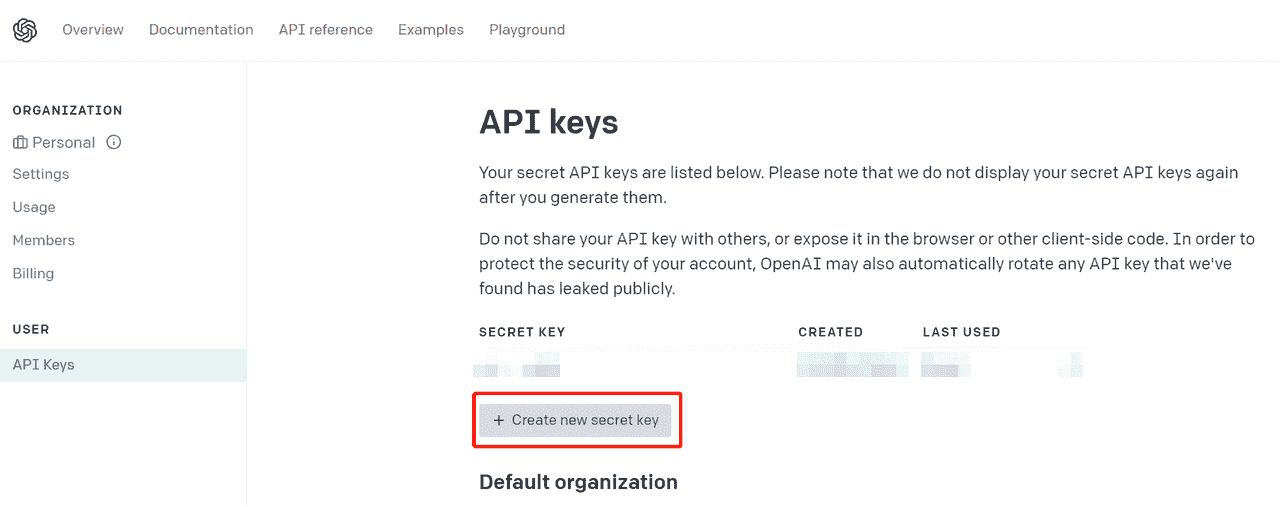 Overview Documentation API reference Examples Playground
ORGANIZATION
Personal
Settings
Usage
Members
Billing
USER
API Keys
API keys
Your secret API keys are listed below. Please note that we do not display your secret API keys again
after you generate them.
Do not share your API key with others, or expose it in the browser or other client-side code. In order to
protect the security of your account, OpenAI may also automatically rotate any API key that we've
found has leaked publicly.
SECRET KEY CREATED LAST USED
+ Create new secret key
Default organization